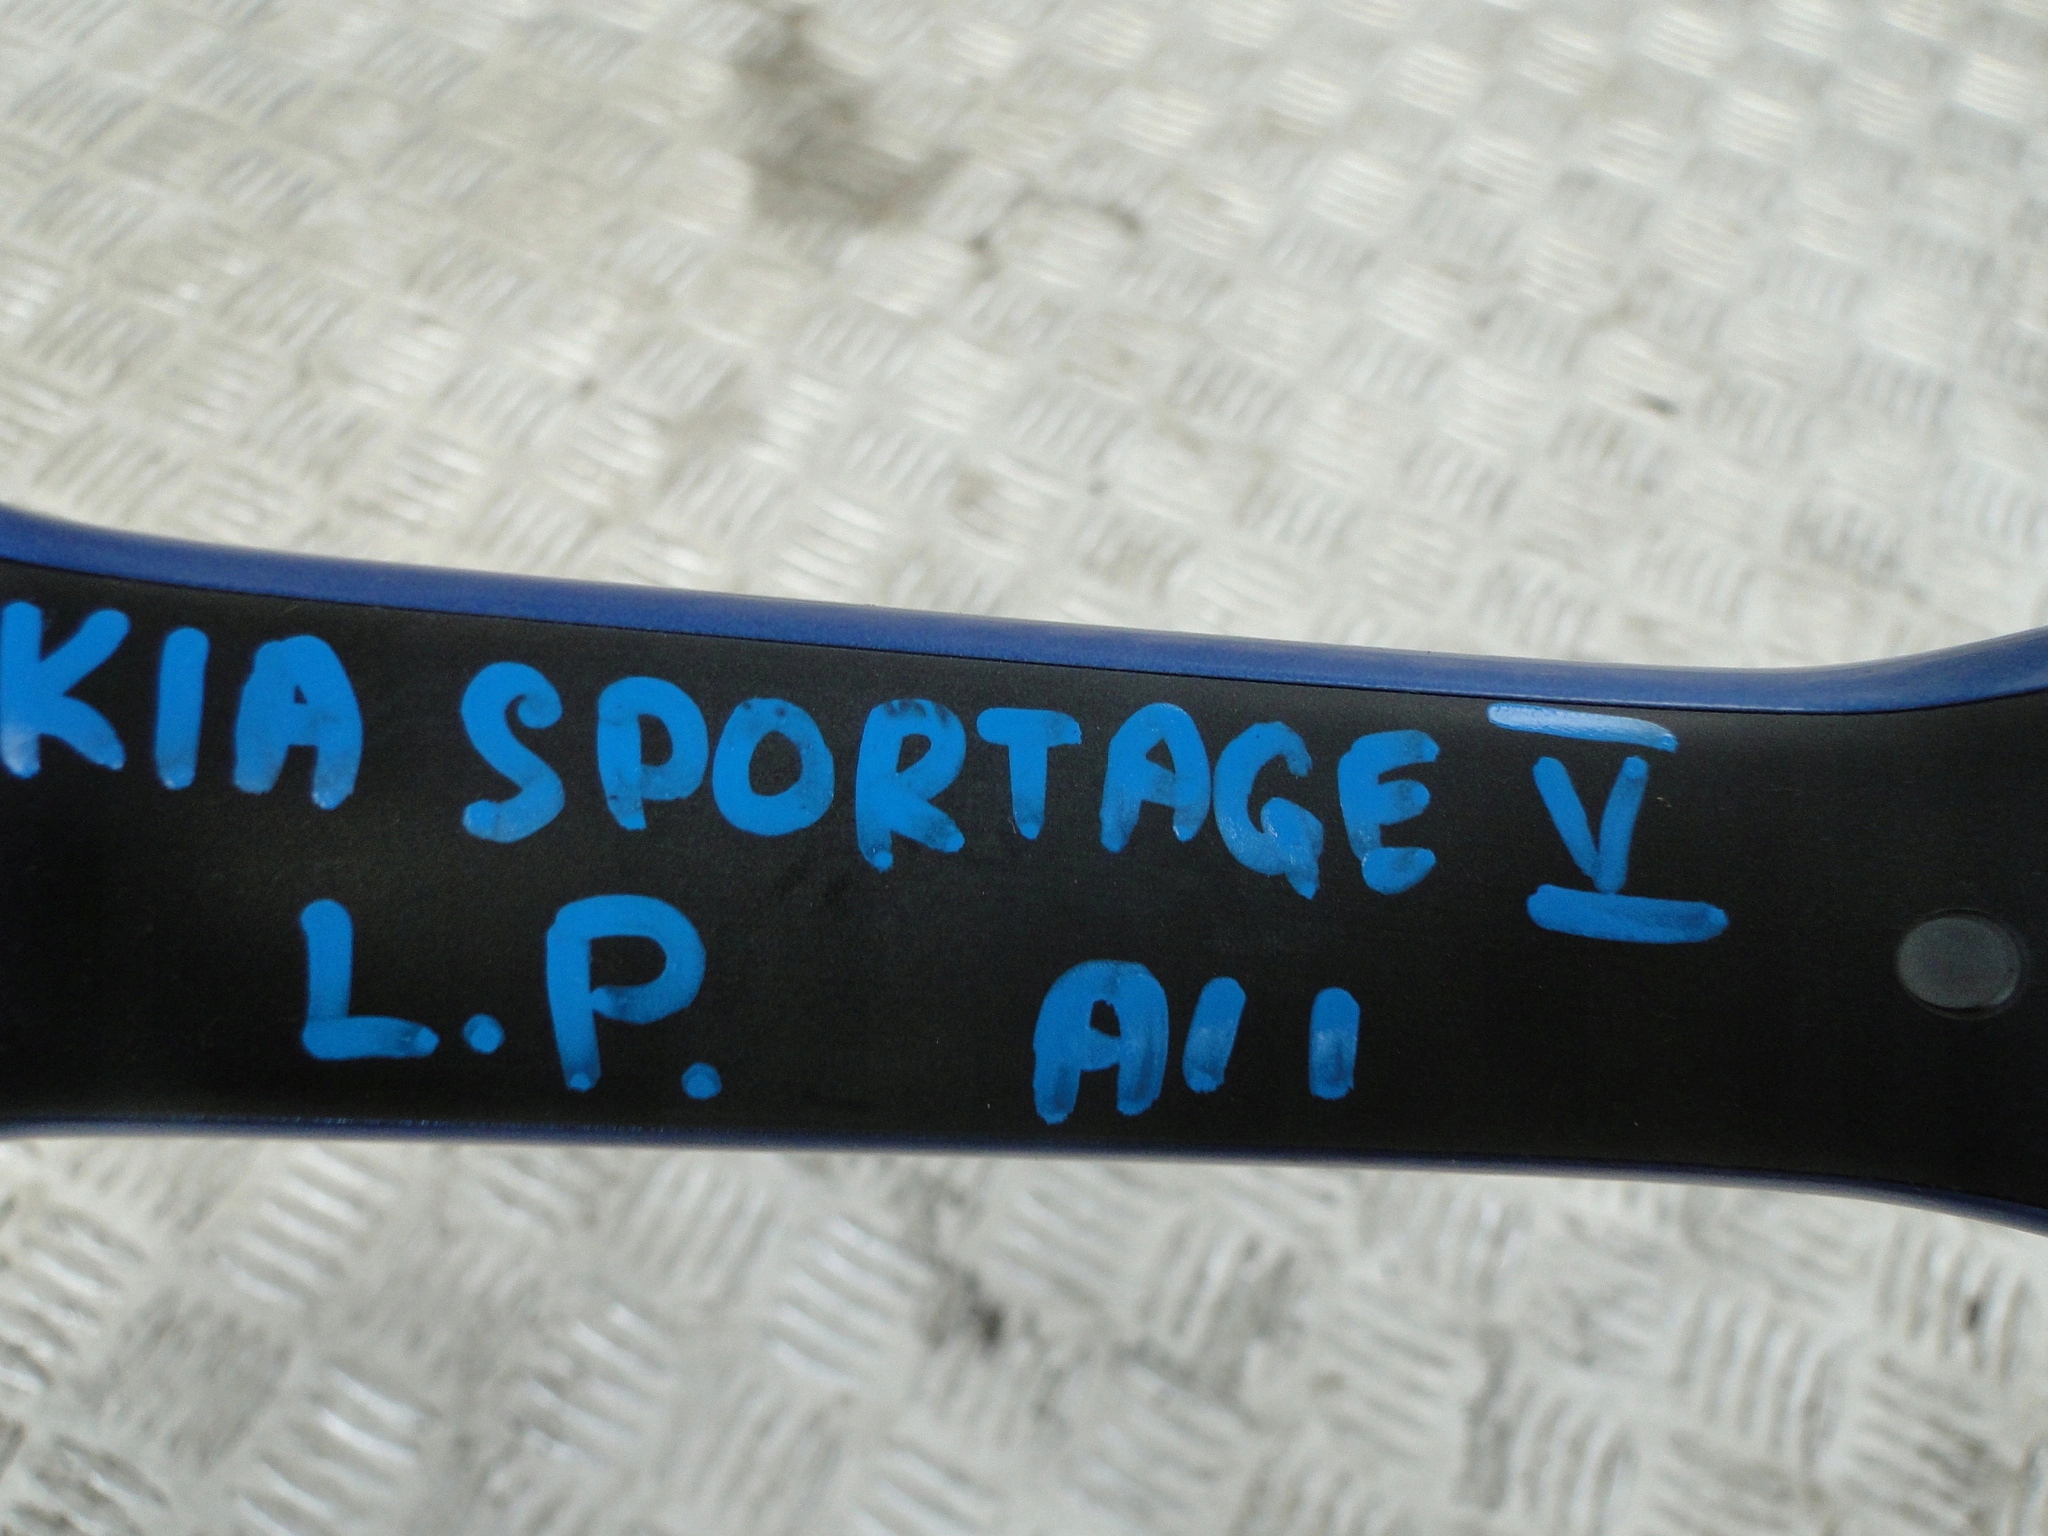 KIA SPORTAGE V
L.P. A11